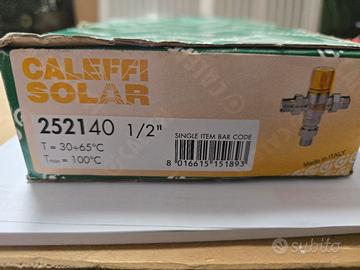 CALEFFI
SOLAR
252140 1/2"
SINGLE ITEM BAR CODE
T = 30÷65°C
Tmax = 100°C
8 016615 151893
Made in ITALY
subito